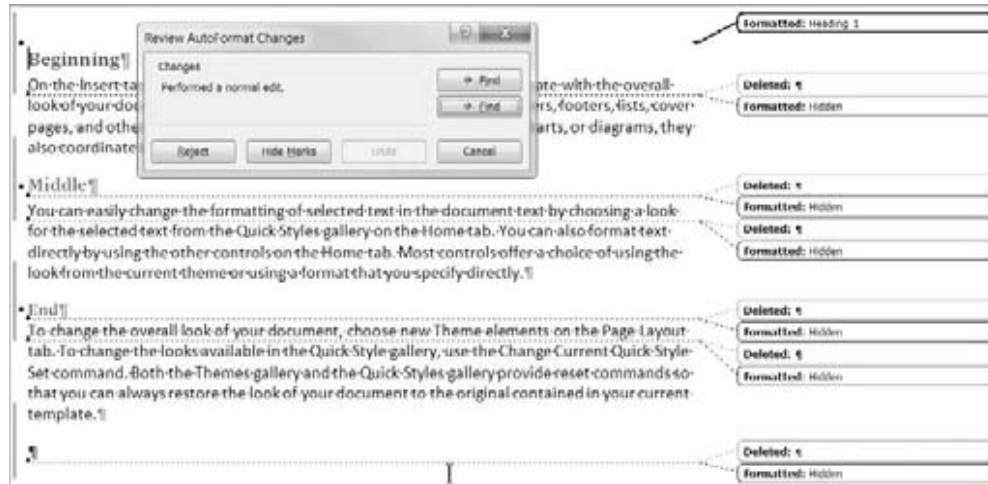 Formatted: Heading 1
Review AutoFormat Changes
Changes
Performed a normal edit.
Find
Find
Reject
Hide Marks
Undo
Cancel
Beginning¶
On·the·Insert·ta ate·with·the·overall·
look·of·your·doc rs,·footers,·lists,·cover·
pages,·and·othe arts,·or·diagrams,·they·
also·coordinate
Deleted: ¶
Formatted: Hidden
Middle¶
You·can·easily·change·the·formatting·of·selected·text·in·the·document·text·by·choosing·a·look·
for·the·selected·text·from·the·Quick·Styles·gallery·on·the·Home·tab.·You·can·also·format·text·
directly·by·using·the·other·controls·on·the·Home·tab.·Most·controls·offer·a·choice·of·using·the·
look·from·the·current·theme·or·using·a·format·that·you·specify·directly.¶
Deleted: ¶
Formatted: Hidden
Deleted: ¶
Formatted: Hidden
End¶
To·change·the·overall·look·of·your·document,·choose·new·Theme·elements·on·the·Page·Layout·
tab.·To·change·the·looks·available·in·the·Quick·Style·gallery,·use·the·Change·Current·Quick·Style·
Set·command.·Both·the·Themes·gallery·and·the·Quick·Styles·gallery·provide·reset·commands·so·
that·you·can·always·restore·the·look·of·your·document·to·the·original·contained·in·your·current·
template.¶
Deleted: ¶
Formatted: Hidden
Deleted: ¶
Formatted: Hidden
¶
Deleted: ¶
Formatted: Hidden